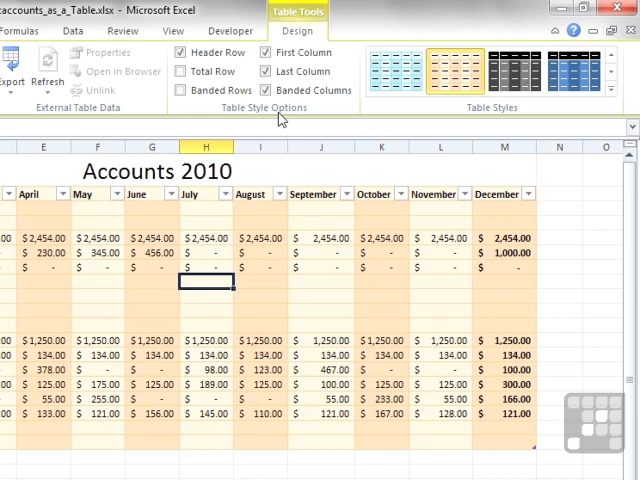 accounts_as_a_Table.xlsx - Microsoft Excel
Table Tools
Formulas Data Review View Developer Design
Export Refresh Properties Open in Browser Unlink
External Table Data
Header Row First Column
Total Row Last Column
Banded Rows Banded Columns
Table Style Options
Table Styles
E F G H I J K L M N O
Accounts 2010
April May June July August September October November December
00 $ 2,454.00 $ 2,454.00 $ 2,454.00 $ 2,454.00 $ 2,454.00 $ 2,454.00 $ 2,454.00 $ 2,454.00 $ 2,454.00
- $ 230.00 $ 345.00 $ 456.00 $ - $ - $ - $ - $ - $ 1,000.00
- $ - $ - $ - $ - $ - $ - $ - $ - $ -
00 $ 1,250.00 $ 1,250.00 $ 1,250.00 $ 1,250.00 $ 1,250.00 $ 1,250.00 $ 1,250.00 $ 1,250.00 $ 1,250.00
00 $ 134.00 $ 134.00 $ 134.00 $ 134.00 $ 134.00 $ 134.00 $ 134.00 $ 134.00 $ 134.00
- $ 378.00 $ - $ - $ 98.00 $ 123.00 $ 467.00 $ - $ - $ 100.00
00 $ 125.00 $ 175.00 $ 125.00 $ 189.00 $ 125.00 $ 100.00 $ 125.00 $ 125.00 $ 300.00
00 $ 55.00 $ 255.00 $ - $ - $ - $ 55.00 $ 233.00 $ 55.00 $ 166.00
00 $ 133.00 $ 121.00 $ 156.00 $ 145.00 $ 110.00 $ 121.00 $ 167.00 $ 128.00 $ 121.00